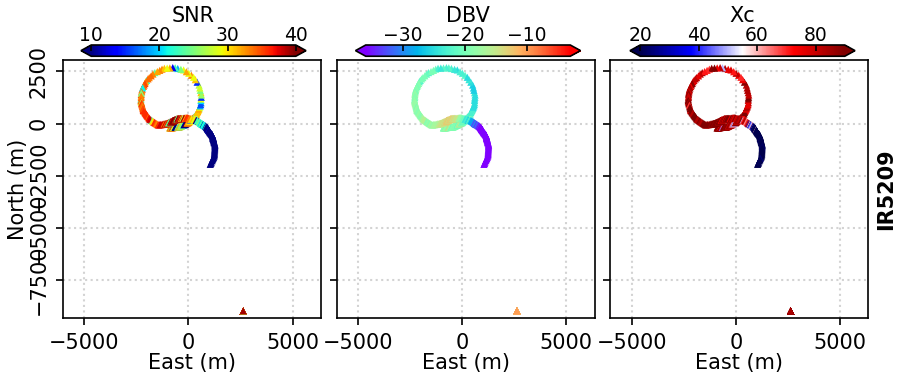 SNR DBV Xc
10 20 30 40 −30 −20 −10 20 40 60 80
North (m)
2500
0
−2500
−5000
−7500
IR5209
−5000 0 5000 −5000 0 5000 −5000 0 5000
East (m) East (m) East (m)